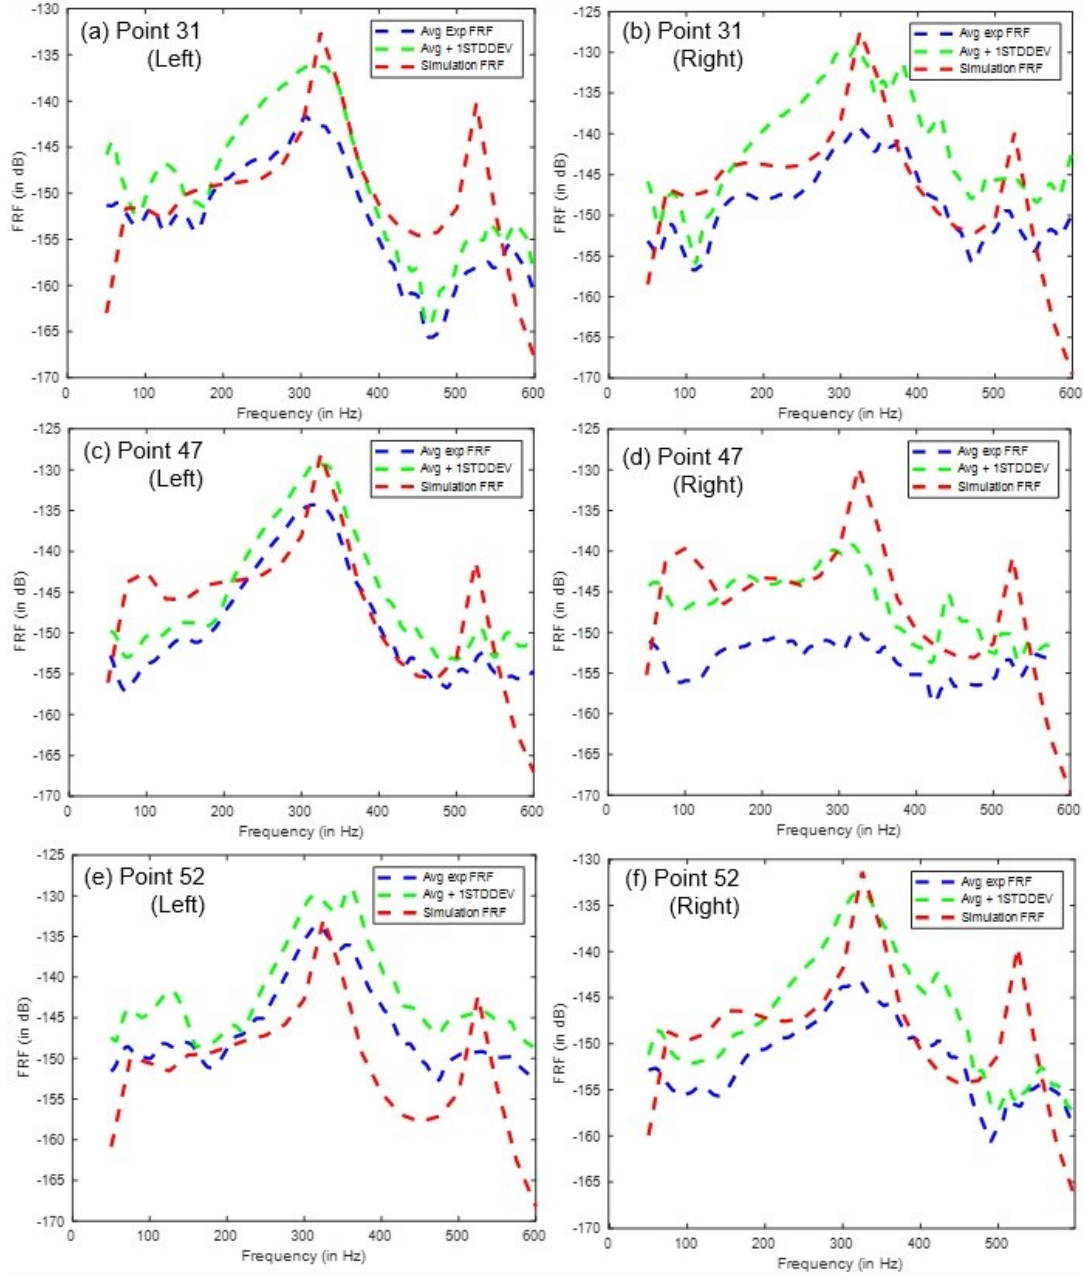 (a) Point 31
(Left)
Avg Exp FRF
Avg + 1STDDEV
Simulation FRF
FRF (in dB)
-130
-135
-140
-145
-150
-155
-160
-165
-170
0
100
200
300
400
500
600
Frequency (in Hz)
(b) Point 31
(Right)
Avg exp FRF
Avg + 1STDDEV
Simulation FRF
FRF (in dB)
-125
-130
-135
-140
-145
-150
-155
-160
-165
-170
0
100
200
300
400
500
600
Frequency (in Hz)
(c) Point 47
(Left)
Avg exp FRF
Avg + 1STDDEV
Simulation FRF
FRF (in dB)
-125
-130
-135
-140
-145
-150
-155
-160
-165
-170
0
100
200
300
400
500
600
Frequency (in Hz)
(d) Point 47
(Right)
Avg exp FRF
Avg + 1STDDEV
Simulation FRF
FRF (in dB)
-125
-130
-135
-140
-145
-150
-155
-160
-165
-170
0
100
200
300
400
500
600
Frequency (in Hz)
(e) Point 52
(Left)
Avg exp FRF
Avg + 1STDDEV
Simulation FRF
FRF (in dB)
-125
-130
-135
-140
-145
-150
-155
-160
-165
-170
0
100
200
300
400
500
600
Frequency (in Hz)
(f) Point 52
(Right)
Avg exp FRF
Avg + 1STDDEV
Simulation FRF
FRF (in dB)
-130
-135
-140
-145
-150
-155
-160
-165
-170
0
100
200
300
400
500
Frequency (in Hz)